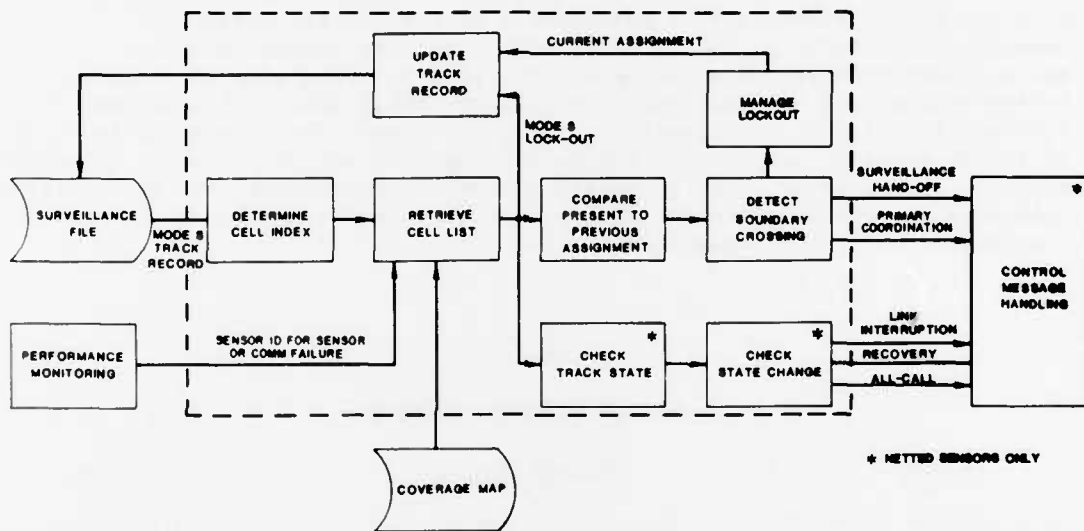 CURRENT ASSIGNMENT
UPDATE
TRACK
RECORD
MANAGE
LOCKOUT
MODE S
LOCK-OUT
SURVEILLANCE
FILE
MODE S
TRACK
RECORD
DETERMINE
CELL INDEX
RETRIEVE
CELL LIST
COMPARE
PRESENT TO
PREVIOUS
ASSIGNMENT
DETECT
BOUNDARY
CROSSING
SURVEILLANCE
HAND-OFF
PRIMARY
COORDINATION
*
CONTROL
MESSAGE
HANDLING
PERFORMANCE
MONITORING
SENSOR ID FOR SENSOR
OR COMM FAILURE
*
CHECK
TRACK STATE
*
CHECK
STATE CHANGE
LINK
INTERRUPTION
RECOVERY
ALL-CALL
COVERAGE MAP
* NETTED SENSORS ONLY